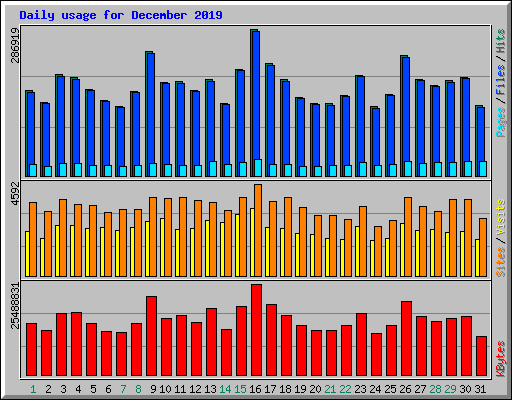 Daily usage for December 2019
286919
Pages / Files / Hits
4592
Sites / Visits
25488831
KBytes
1 2 3 4 5 6 7 8 9 10 11 12 13 14 15 16 17 18 19 20 21 22 23 24 25 26 27 28 29 30 31